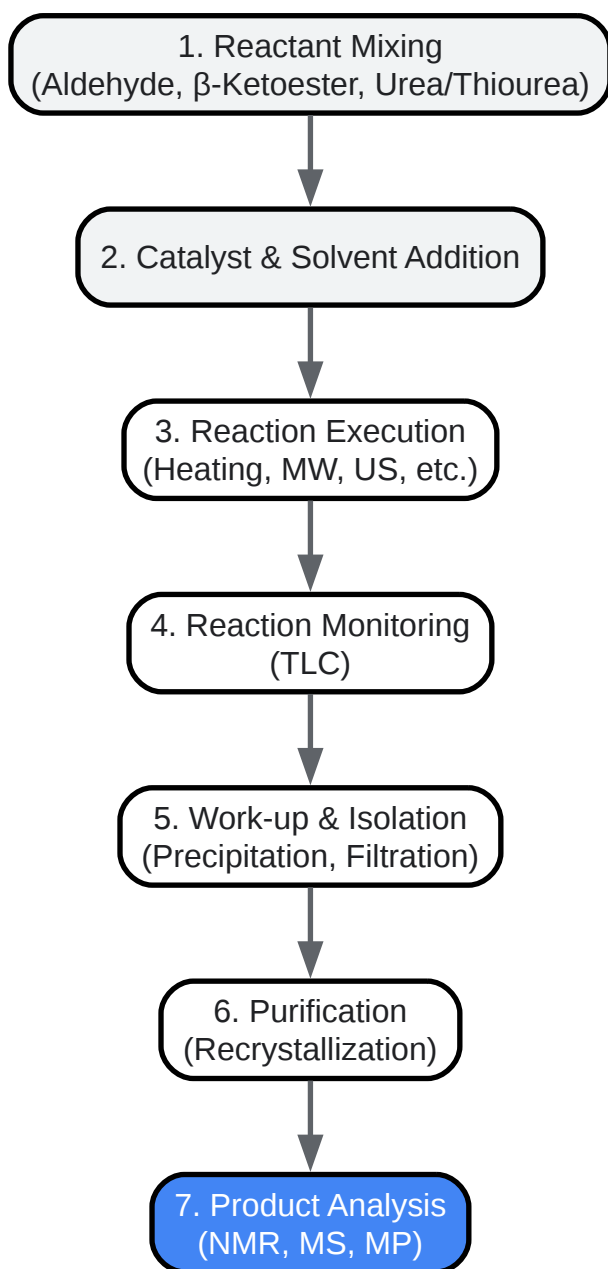 1. Reactant Mixing
(Aldehyde, β-Ketoester, Urea/Thiourea)
2. Catalyst & Solvent Addition
3. Reaction Execution
(Heating, MW, US, etc.)
4. Reaction Monitoring
(TLC)
5. Work-up & Isolation
(Precipitation, Filtration)
6. Purification
(Recrystallization)
7. Product Analysis
(NMR, MS, MP)